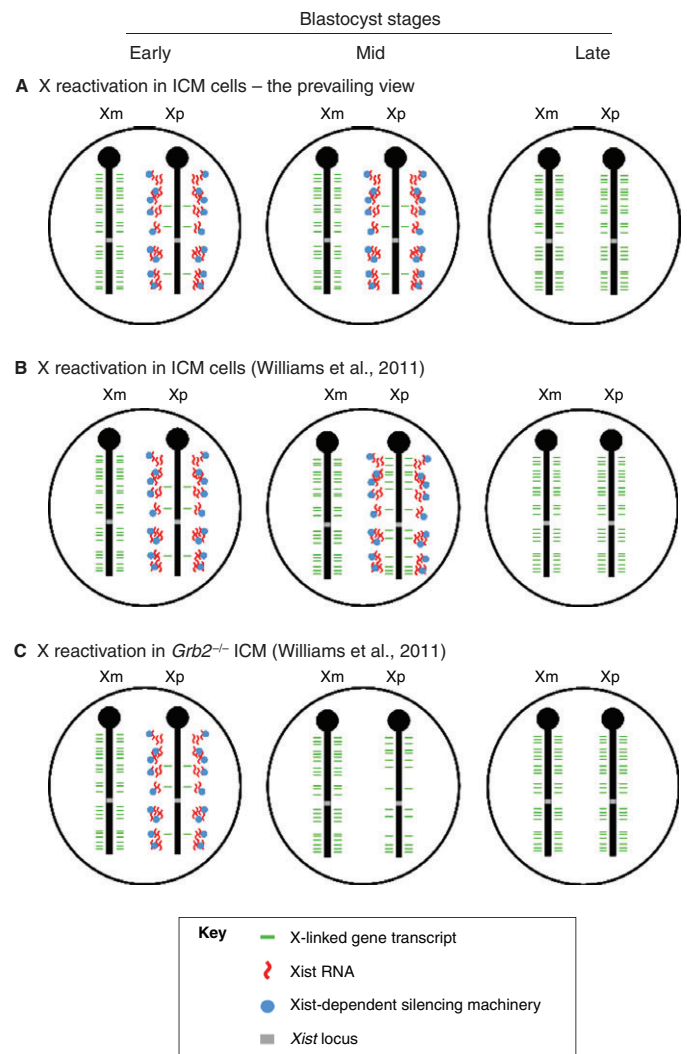 Blastocyst stages
Early Mid Late
A X reactivation in ICM cells – the prevailing view
Xm Xp Xm Xp Xm Xp
B X reactivation in ICM cells (Williams et al., 2011)
Xm Xp Xm Xp Xm Xp
C X reactivation in Grb2–/– ICM (Williams et al., 2011)
Xm Xp Xm Xp Xm Xp
Key
X-linked gene transcript
Xist RNA
Xist-dependent silencing machinery
Xist locus